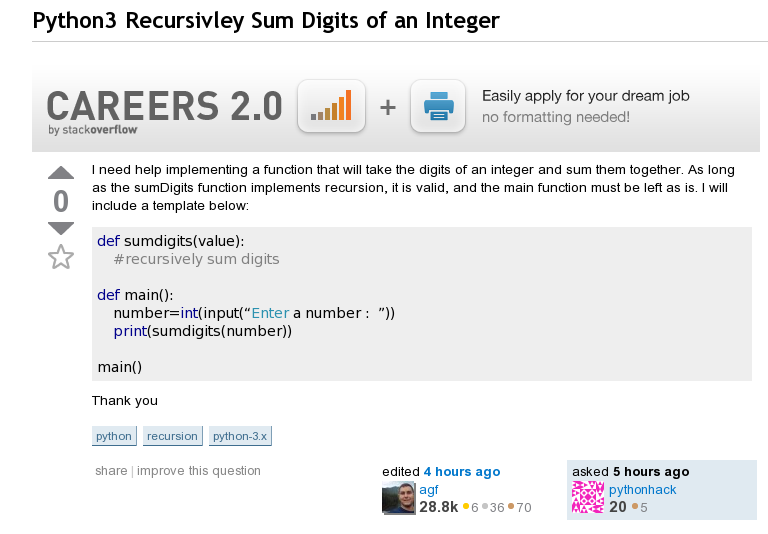 Python3 Recursivley Sum Digits of an Integer
CAREERS 2.0
by stackoverflow
+
Easily apply for your dream job
no formatting needed!
I need help implementing a function that will take the digits of an integer and sum them together. As long
as the sumDigits function implements recursion, it is valid, and the main function must be left as is. I will
include a template below:
0
def sumdigits(value):
#recursively sum digits
def main():
number=int(input(“Enter a number :  ”))
print(sumdigits(number))
main()
Thank you
python recursion python-3.x
share | improve this question
edited 4 hours ago
agf
28.8k 6 36 70
asked 5 hours ago
pythonhack
20 5